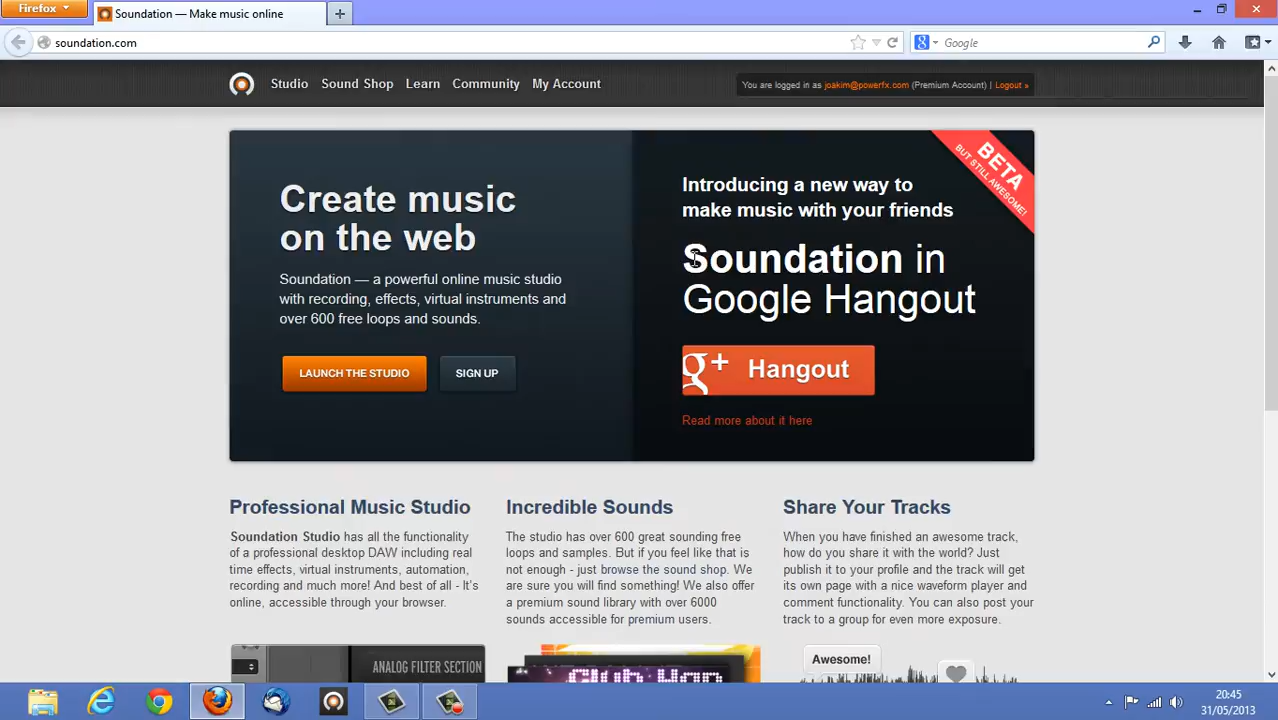 Firefox
Soundation — Make music online
soundation.com
Google
Studio Sound Shop Learn Community My Account
You are logged in as joakim@powerfx.com (Premium Account) | Logout »
Create music
on the web
Soundation — a powerful online music studio
with recording, effects, virtual instruments and
over 600 free loops and sounds.
LAUNCH THE STUDIO SIGN UP
Introducing a new way to
make music with your friends
Soundation in
Google Hangout
g+ Hangout
Read more about it here
BETA
BUT STILL AWESOME!
Professional Music Studio
Soundation Studio has all the functionality
of a professional desktop DAW including real
time effects, virtual instruments, automation,
recording and much more! And best of all - It's
online, accessible through your browser.
ANALOG FILTER SECTION
Incredible Sounds
The studio has over 600 great sounding free
loops and samples. But if you feel like that is
not enough - just browse the sound shop. We
are sure you will find something! We also offer
a premium sound library with over 6000
sounds accessible for premium users.
Share Your Tracks
When you have finished an awesome track,
how do you share it with the world? Just
publish it to your profile and the track will get
its own page with a nice waveform player and
comment functionality. You can also post your
track to a group for even more exposure.
Awesome!
20:45
31/05/2013